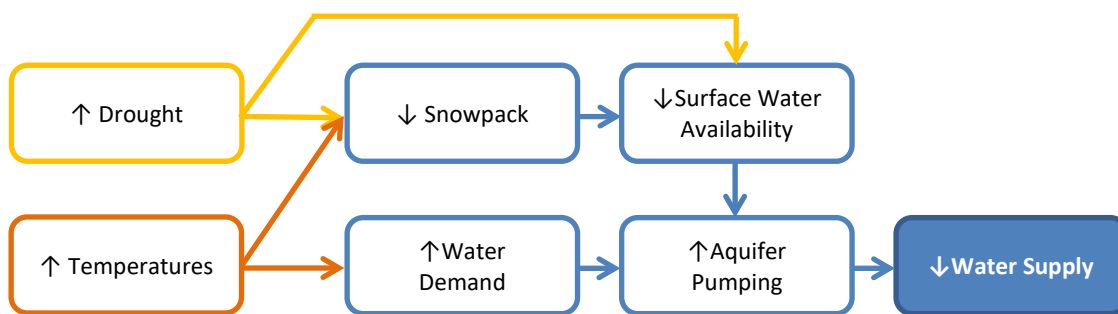 ↑ Drought
↓ Snowpack
↓Surface Water
Availability
↑ Temperatures
↑Water
Demand
↑Aquifer
Pumping
↓Water Supply